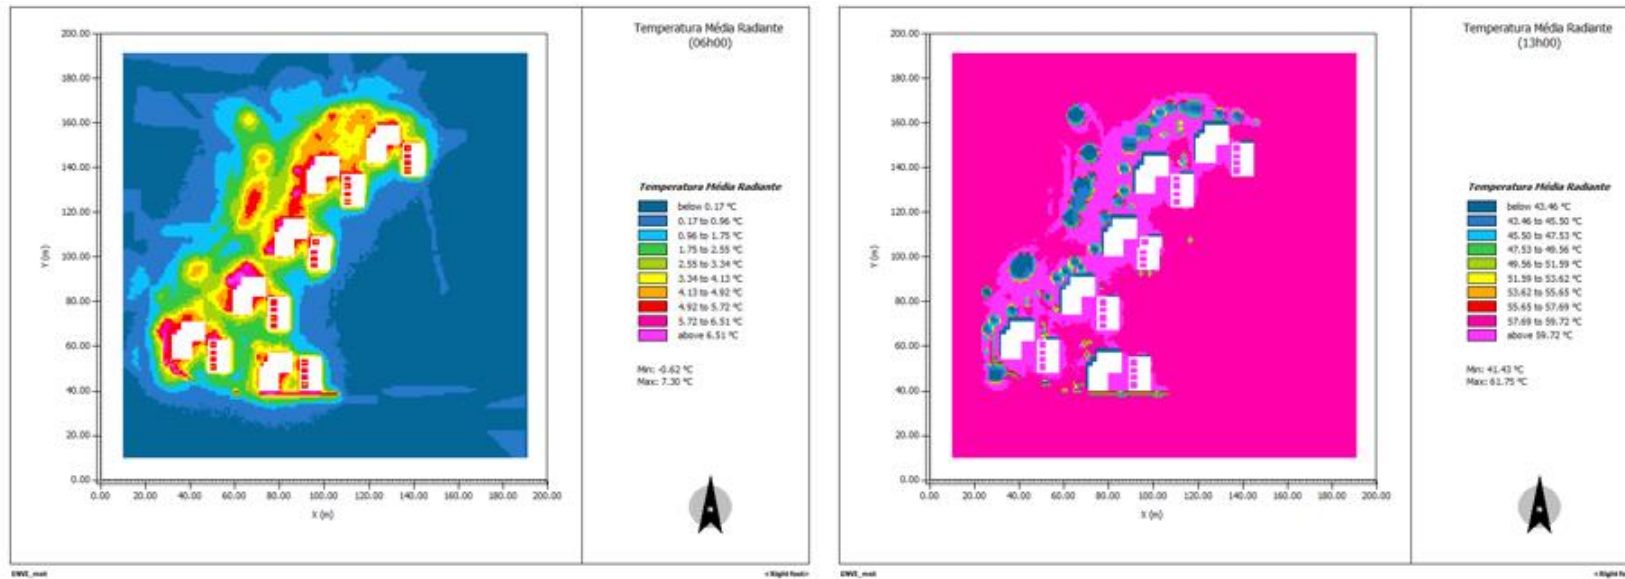 Temperatura Média Radiante
(06h00)
200.00
180.00
160.00
140.00
120.00
100.00
80.00
60.00
40.00
20.00
0.00
Y (m)
0.00 20.00 40.00 60.00 80.00 100.00 120.00 140.00 160.00 180.00 200.00
X (m)
Temperatura Média Radiante
below 0.17 °C
0.17 to 0.96 °C
0.96 to 1.75 °C
1.75 to 2.55 °C
2.55 to 3.34 °C
3.34 to 4.13 °C
4.13 to 4.92 °C
4.92 to 5.72 °C
5.72 to 6.51 °C
above 6.51 °C
Min: -0.62 °C
Max: 7.30 °C
N
ENVI_met
<Right foot>
Temperatura Média Radiante
(13h00)
200.00
180.00
160.00
140.00
120.00
100.00
80.00
60.00
40.00
20.00
0.00
Y (m)
0.00 20.00 40.00 60.00 80.00 100.00 120.00 140.00 160.00 180.00 200.00
X (m)
Temperatura Média Radiante
below 43.46 °C
43.46 to 45.50 °C
45.50 to 47.53 °C
47.53 to 49.56 °C
49.56 to 51.59 °C
51.59 to 53.62 °C
53.62 to 55.65 °C
55.65 to 57.69 °C
57.69 to 59.72 °C
above 59.72 °C
Min: 41.43 °C
Max: 61.75 °C
N
ENVI_met